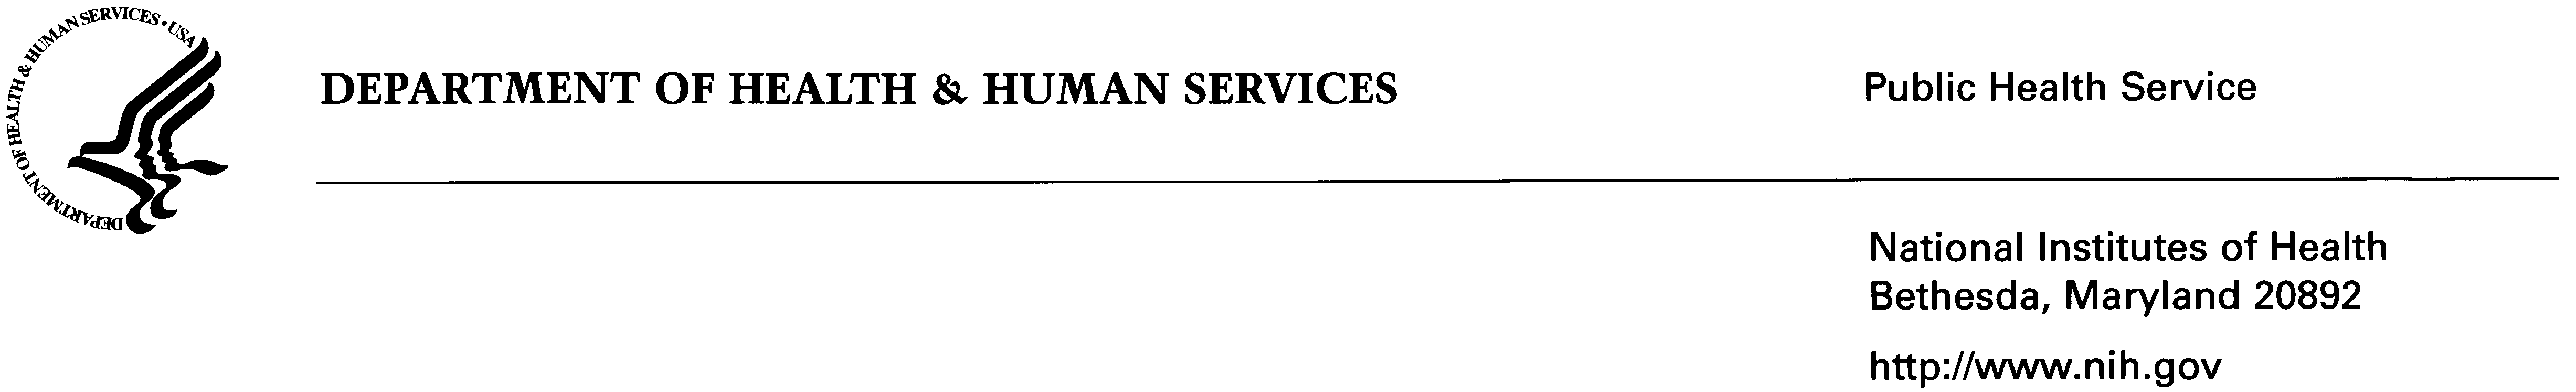 DEPARTMENT OF HEALTH & HUMAN SERVICES • USA
DEPARTMENT OF HEALTH & HUMAN SERVICES
Public Health Service
National Institutes of Health
Bethesda, Maryland 20892
http://www.nih.gov